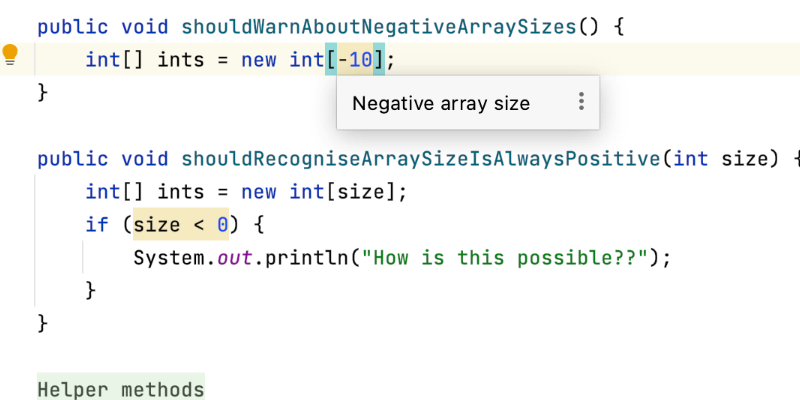 public void shouldWarnAboutNegativeArraySizes() {
int[] ints = new int[-10];
}
Negative array size
public void shouldRecogniseArraySizeIsAlwaysPositive(int size) {
int[] ints = new int[size];
if (size < 0) {
System.out.println("How is this possible??");
}
}
Helper methods